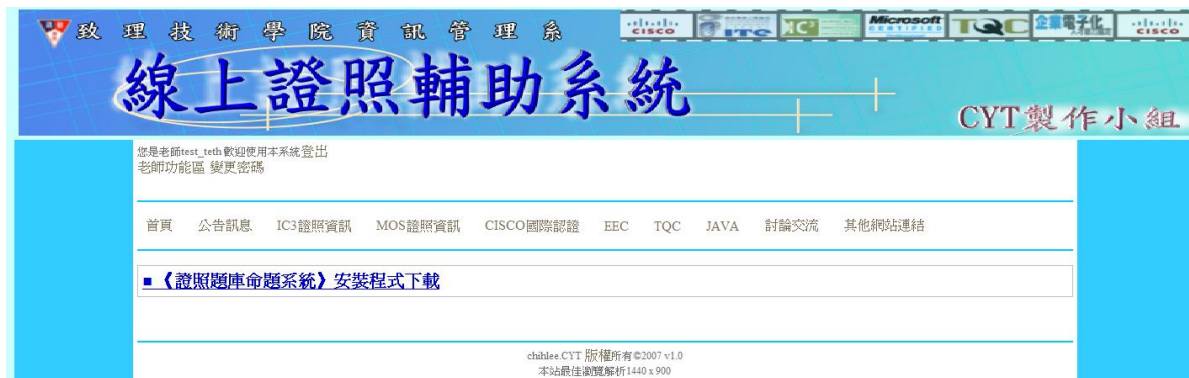 致理技術學院資訊管理系
CISCO ITC IC³ Microsoft CERTIFIED TQC 企業電子化 人才能力鑑定 CISCO
線上證照輔助系統
CYT製作小組
您是老師test_teth 歡迎使用本系統登出
老師功能區 變更密碼
首頁 公告訊息 IC3證照資訊 MOS證照資訊 CISCO國際認證 EEC TQC JAVA 討論交流 其他網站連結
■《證照題庫命題系統》安裝程式下載
chihlee.CYT 版權所有©2007 v1.0
本站最佳瀏覽解析1440 x 900